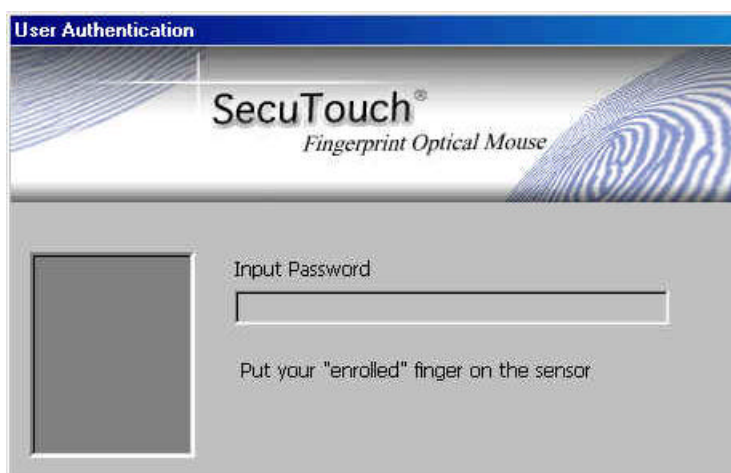 User Authentication
SecuTouch®
Fingerprint Optical Mouse
Input Password
Put your "enrolled" finger on the sensor